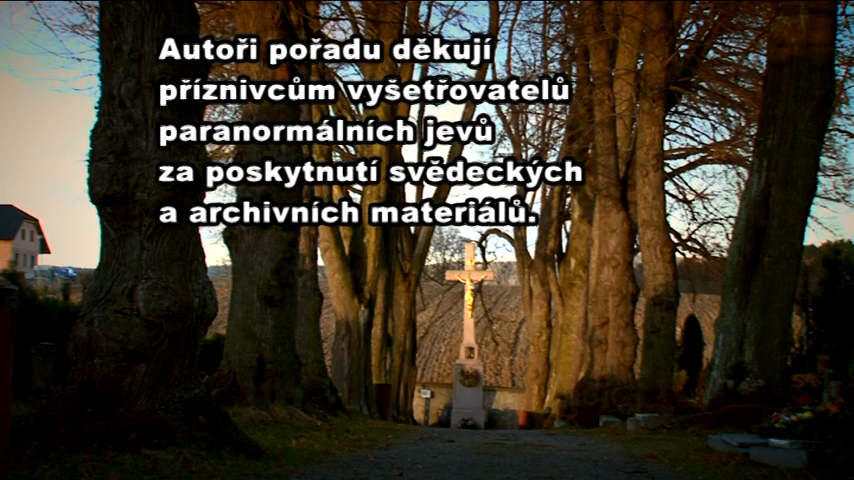 Autoři pořadu děkují
příznivcům vyšetřovatelů
paranormálních jevů
za poskytnutí svědeckých
a archivních materiálů.